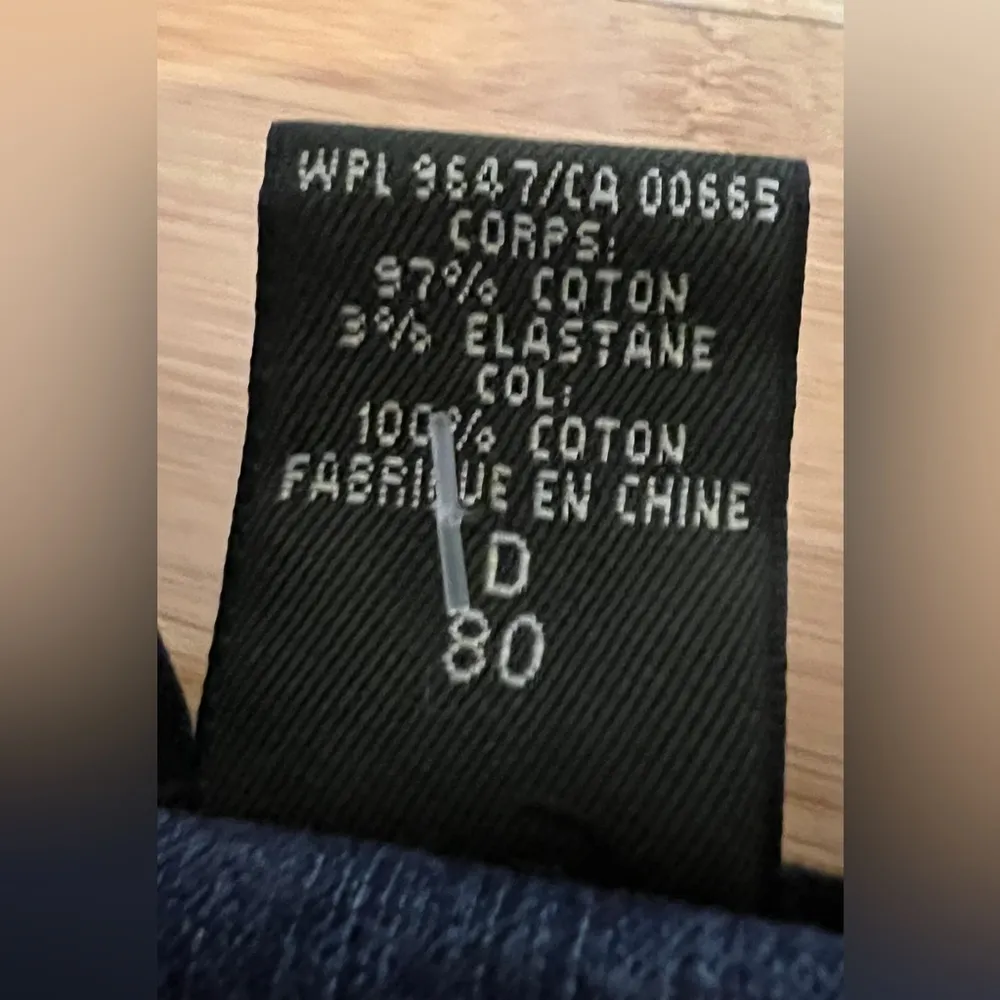 WPL 9647/CA 00665
CORPS:
97% COTON
3% ELASTANE
COL:
100% COTON
FABRIQUE EN CHINE
D
80